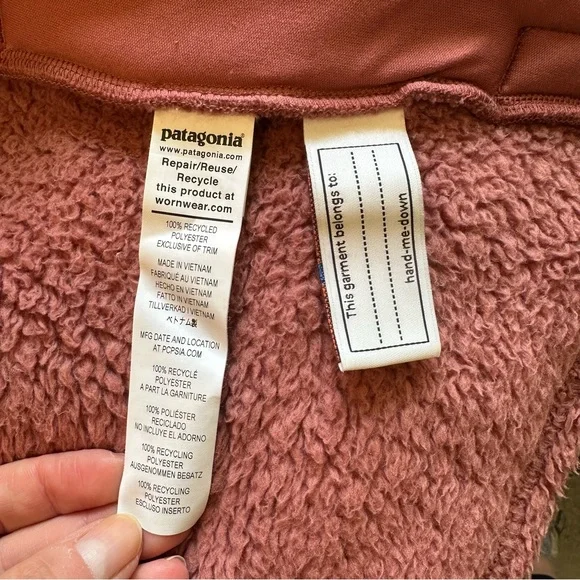 patagonia®
www.patagonia.com
Repair/Reuse/
Recycle
this product at
wornwear.com
100% RECYCLED
POLYESTER
EXCLUSIVE OF TRIM
MADE IN VIETNAM
FABRIQUÉ AU VIETNAM
HECHO EN VIETNAM
FATTO IN VIETNAM
TILLVERKAD I VIETNAM
ベトナム製
MFG DATE AND LOCATION
AT PCPSIA.COM
100% RECYCLÉ
POLYESTER
A PART LA GARNITURE
100% POLIÉSTER
RECICLADO
NO INCLUYE EL ADORNO
100% RECYCLING
POLYESTER
AUSGENOMMEN BESATZ
100% RECYCLING
POLYESTER
ESCLUSO INSERTO
This garment belongs to:
hand-me-down